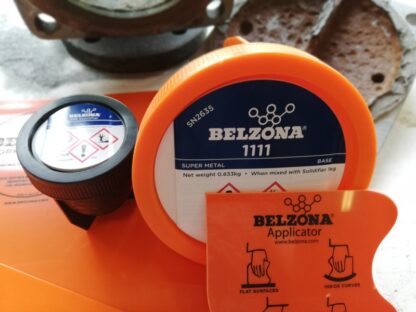 SN2635
BELZONA®
1111
SUPER METAL BASE
Net weight 0.833kg • When mixed with Solidifier 1kg
BELZONA®
Applicator
www.belzona.com
FLAT SURFACES
INSIDE CURVES